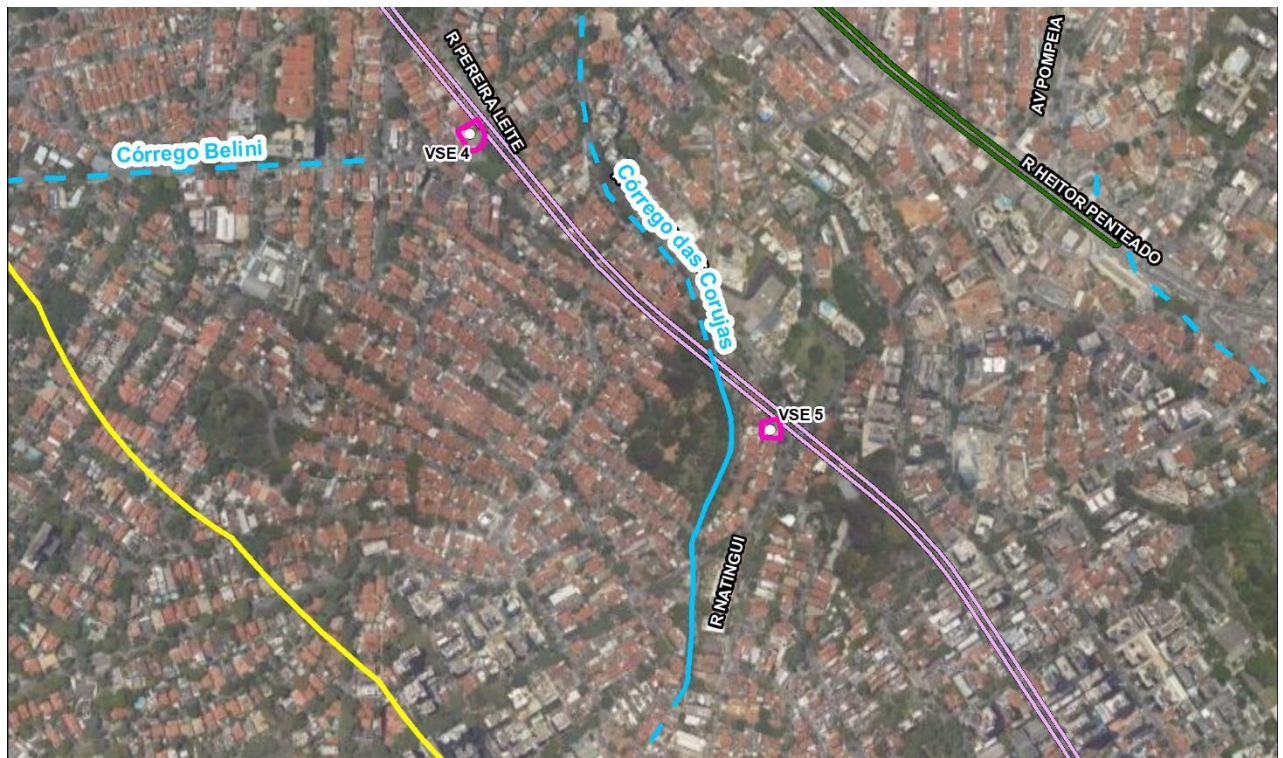 R PEREIRA LEITE
AV POMPEIA
VSE 4
Córrego Belini
R HEITOR PENTEADO
Córrego das Corujas
VSE 5
R NATINGUI